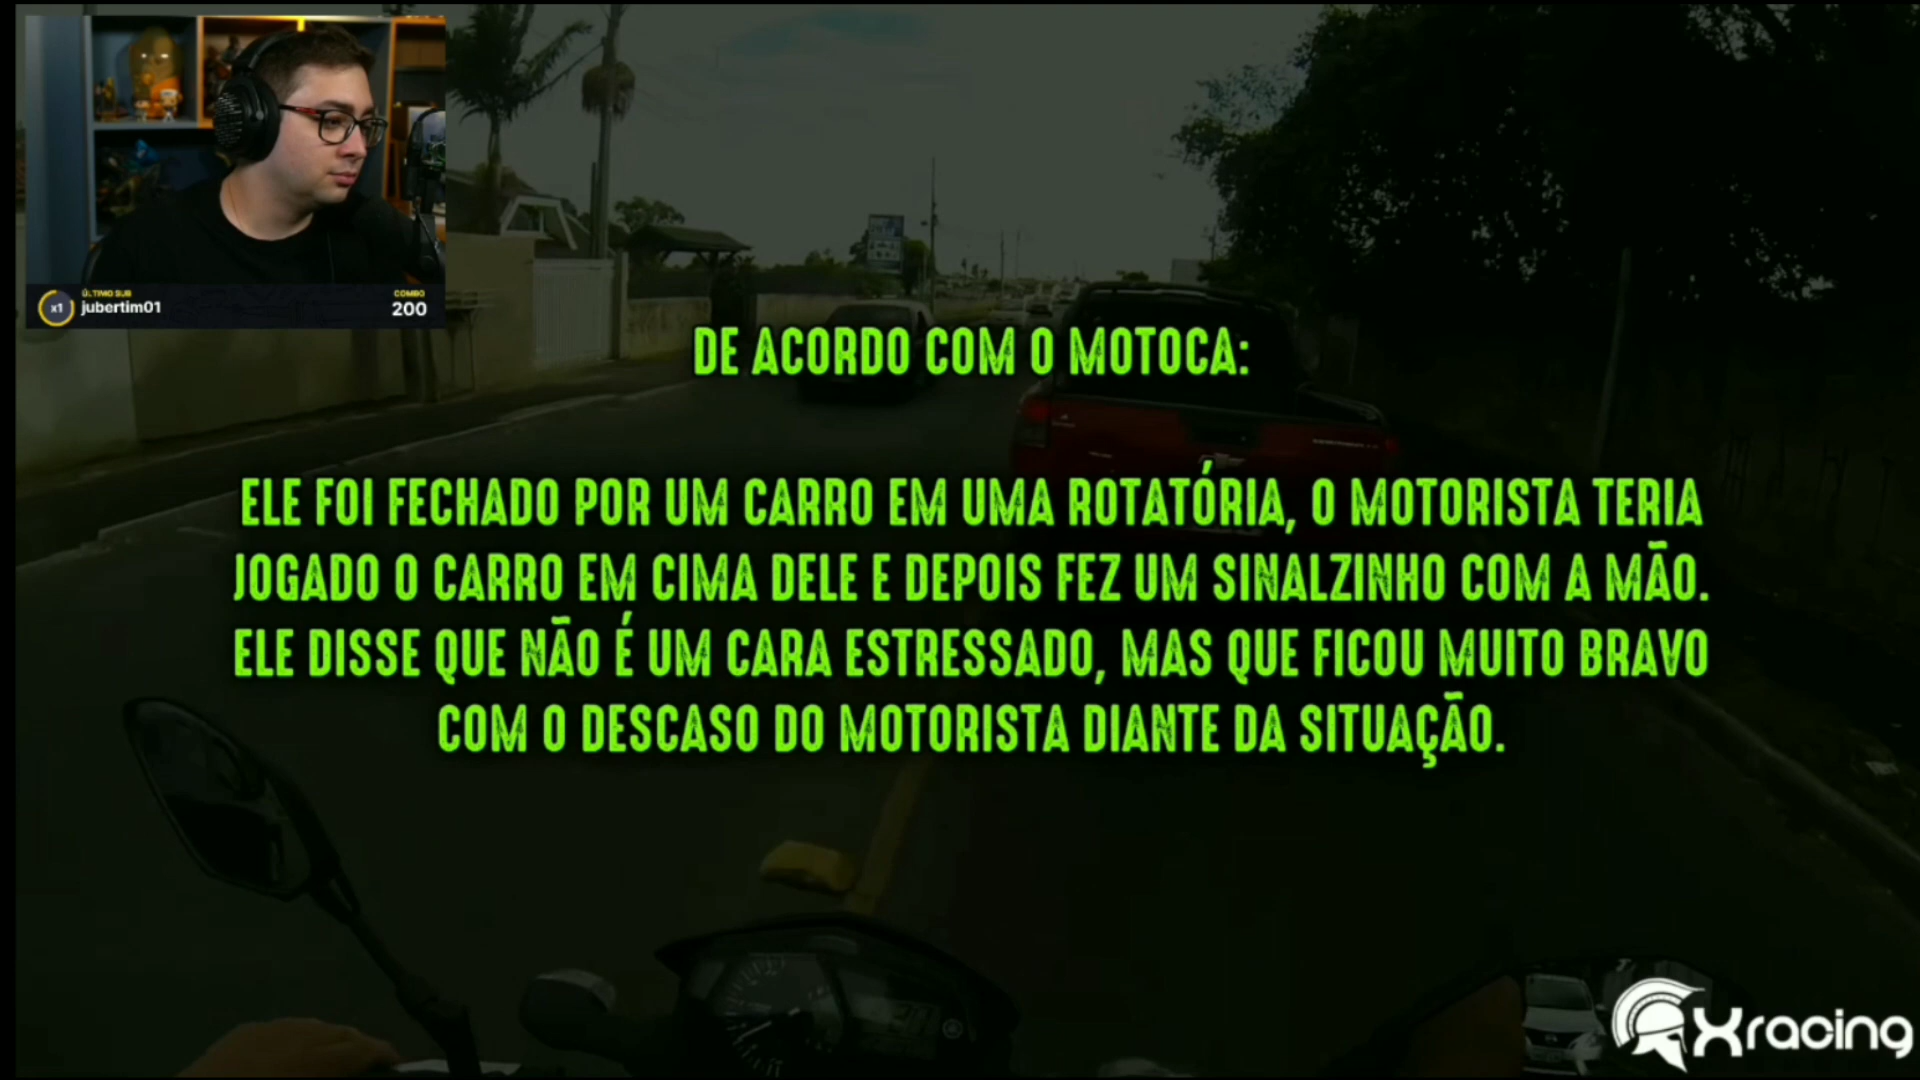 ÚLTIMO SUB
COMBO
x1
jubertim01
200
DE ACORDO COM O MOTOCA:
ELE FOI FECHADO POR UM CARRO EM UMA ROTATÓRIA, O MOTORISTA TERIA
JOGADO O CARRO EM CIMA DELE E DEPOIS FEZ UM SINALZINHO COM A MÃO.
ELE DISSE QUE NÃO É UM CARA ESTRESSADO, MAS QUE FICOU MUITO BRAVO
COM O DESCASO DO MOTORISTA DIANTE DA SITUAÇÃO.
Xracing